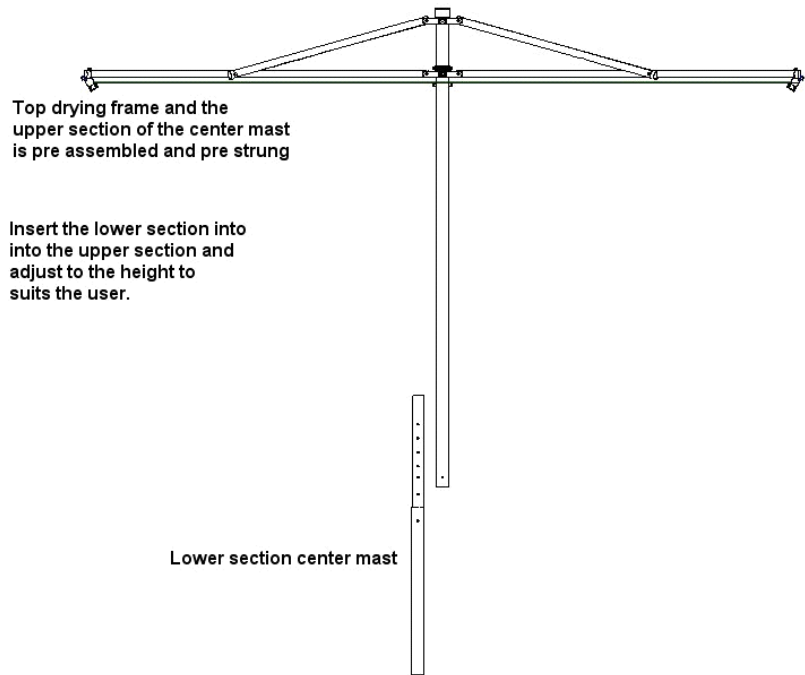 Top drying frame and the
upper section of the center mast
is pre assembled and pre strung
Insert the lower section into
into the upper section and
adjust to the height to
suits the user.
Lower section center mast